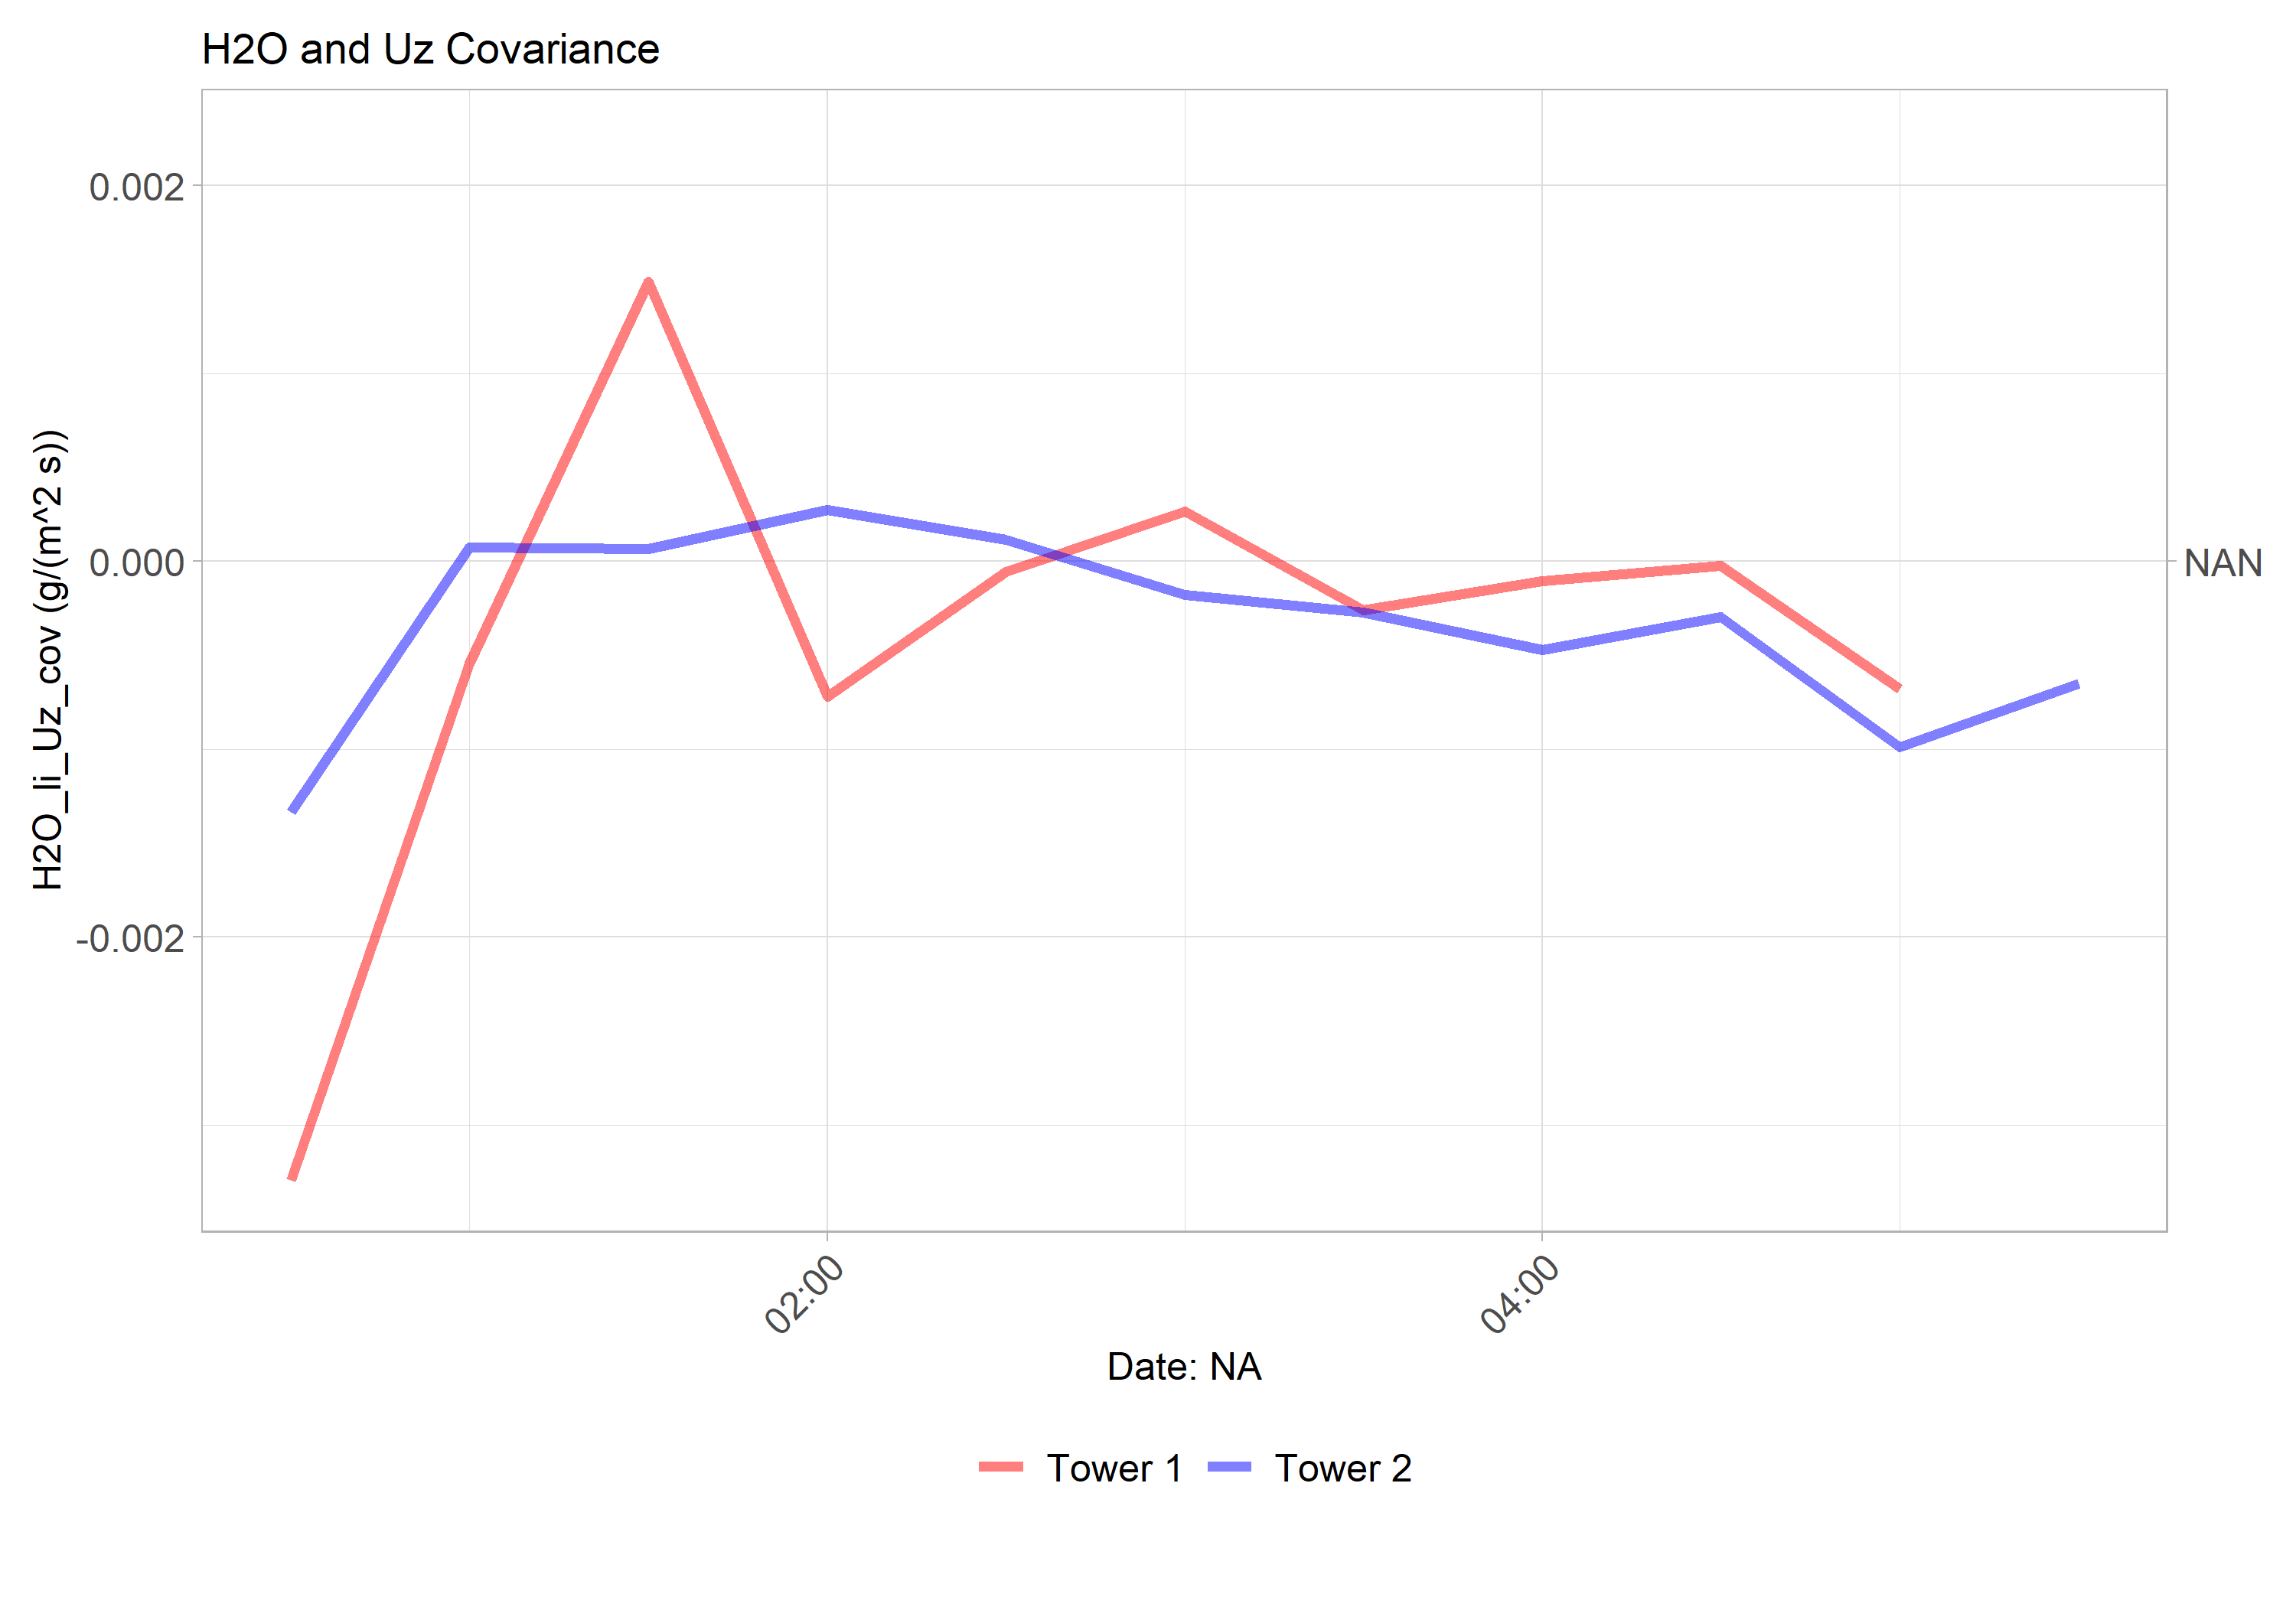 H2O and Uz Covariance
H2O_li_Uz_cov (g/(m^2 s))
0.002
0.000
-0.002
NAN
02:00
04:00
Date: NA
Tower 1
Tower 2